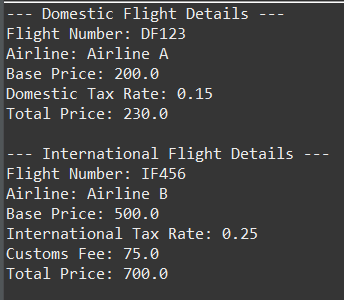 --- Domestic Flight Details ---
Flight Number: DF123
Airline: Airline A
Base Price: 200.0
Domestic Tax Rate: 0.15
Total Price: 230.0

--- International Flight Details ---
Flight Number: IF456
Airline: Airline B
Base Price: 500.0
International Tax Rate: 0.25
Customs Fee: 75.0
Total Price: 700.0